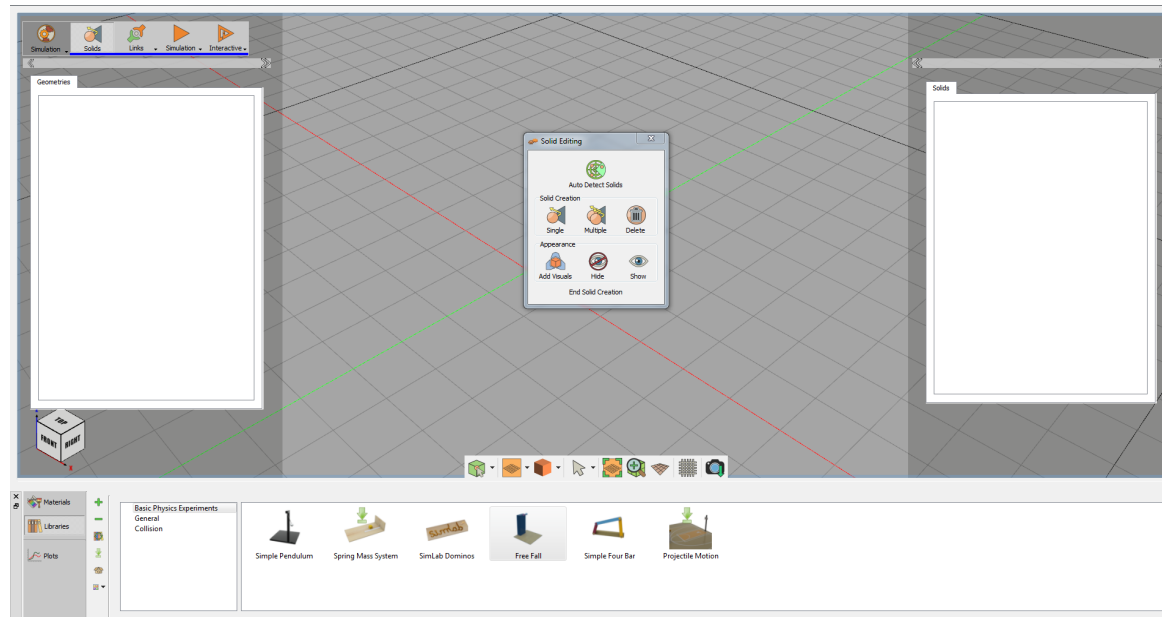 Simulation Solids Links Simulation Interactive
Geometries
Solids
Solid Editing
Auto Detect Solids
Solid Creation
Single Multiple Delete
Appearance
Add Visuals Hide Show
End Solid Creation
TOP
FRONT RIGHT
x
Materials
Libraries
Plots
Basic Physics Experiments
General
Collision
simlab
Simple Pendulum Spring Mass System SimLab Dominos Free Fall Simple Four Bar Projectile Motion